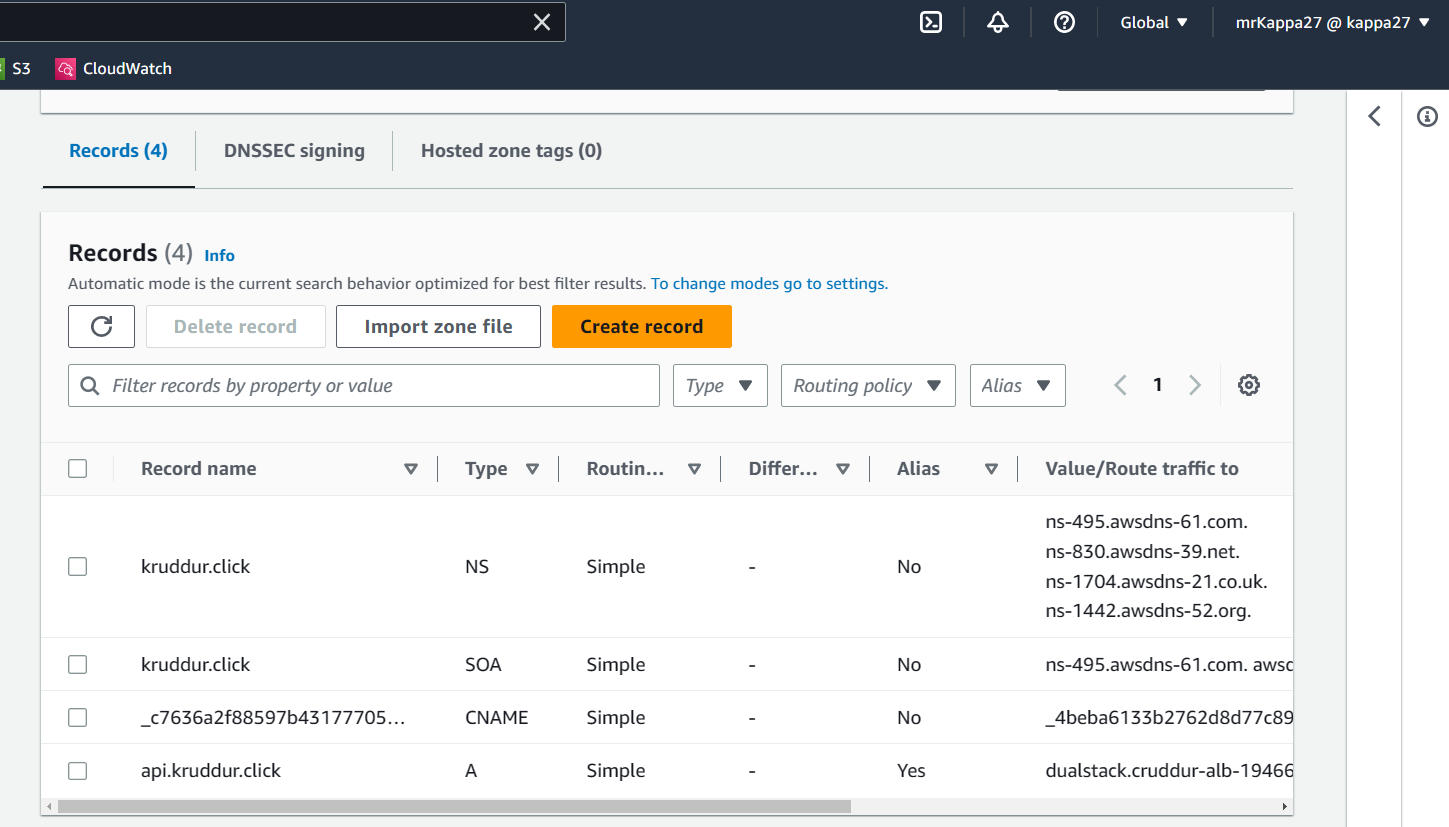 Global mrKappa27 @ kappa27
S3 CloudWatch
Records (4) DNSSEC signing Hosted zone tags (0)
Records (4) Info
Automatic mode is the current search behavior optimized for best filter results. To change modes go to settings.
Delete record Import zone file Create record
Filter records by property or value Type Routing policy Alias 1
Record name Type Routin... Differ... Alias Value/Route traffic to
kruddur.click NS Simple - No ns-495.awsdns-61.com.
ns-830.awsdns-39.net.
ns-1704.awsdns-21.co.uk.
ns-1442.awsdns-52.org.
kruddur.click SOA Simple - No ns-495.awsdns-61.com. awsd
_c7636a2f88597b43177705... CNAME Simple - No _4beba6133b2762d8d77c89
api.kruddur.click A Simple - Yes dualstack.cruddur-alb-19466